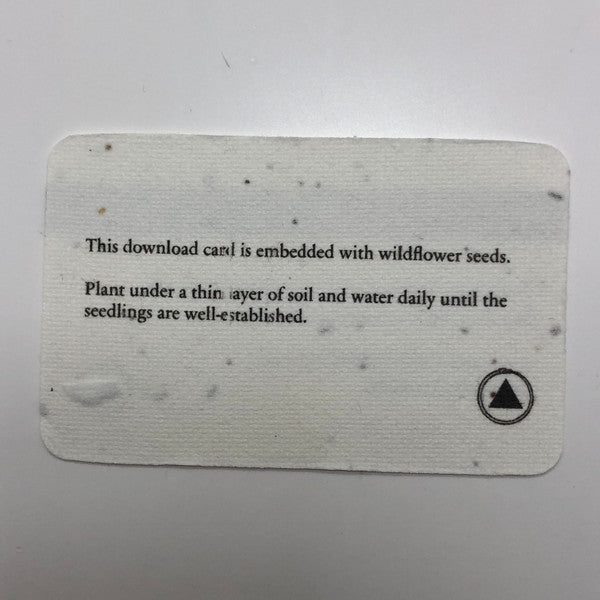 This download card is embedded with wildflower seeds.
Plant under a thin layer of soil and water daily until the
seedlings are well-established.